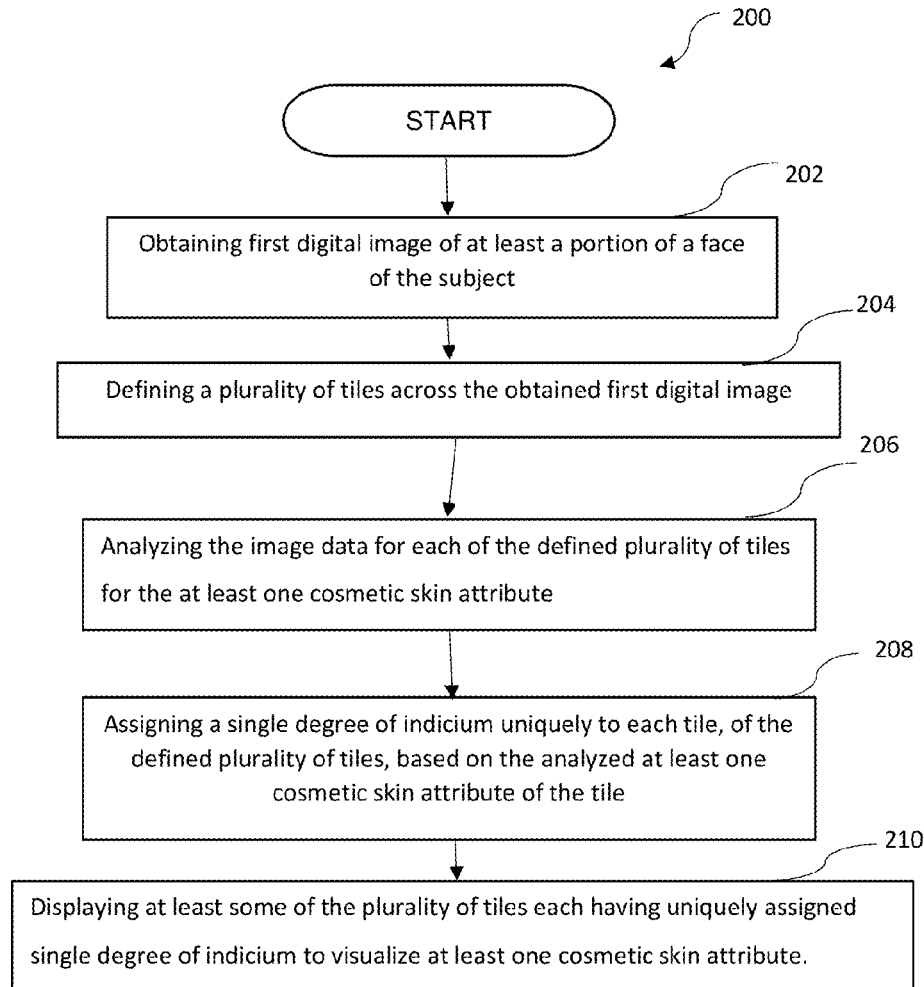 200
START
202
Obtaining first digital image of at least a portion of a face
of the subject
204
Defining a plurality of tiles across the obtained first digital image
206
Analyzing the image data for each of the defined plurality of tiles
for the at least one cosmetic skin attribute
208
Assigning a single degree of indicium uniquely to each tile, of
the defined plurality of tiles, based on the analyzed at least one
cosmetic skin attribute of the tile
210
Displaying at least some of the plurality of tiles each having uniquely assigned
single degree of indicium to visualize at least one cosmetic skin attribute.